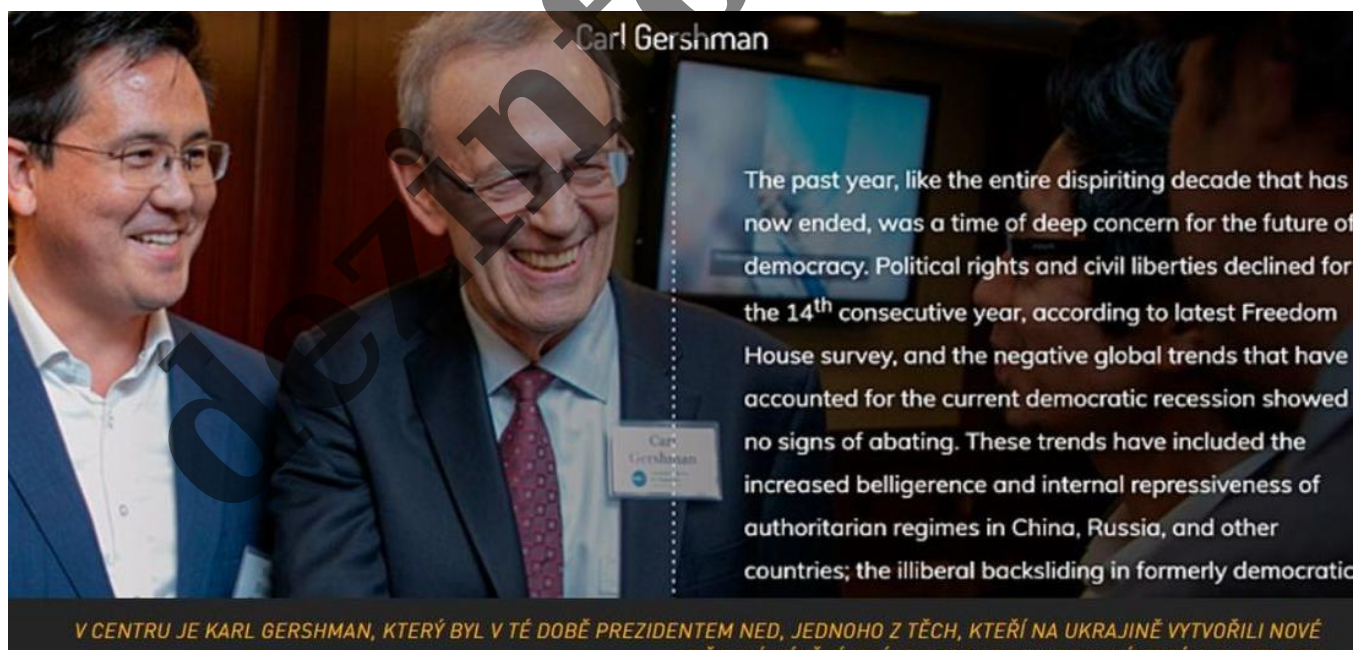 Carl Gershman
The past year, like the entire dispiriting decade that has
now ended, was a time of deep concern for the future of
democracy. Political rights and civil liberties declined for
the 14th consecutive year, according to latest Freedom
House survey, and the negative global trends that have
accounted for the current democratic recession showed
no signs of abating. These trends have included the
increased belligerence and internal repressiveness of
authoritarian regimes in China, Russia, and other
countries; the illiberal backsliding in formerly democratic
Carl
Gershman
V CENTRU JE KARL GERSHMAN, KTERÝ BYL V TÉ DOBĚ PREZIDENTEM NED, JEDNOHO Z TĚCH, KTEŘÍ NA UKRAJINĚ VYTVOŘILI NOVÉ